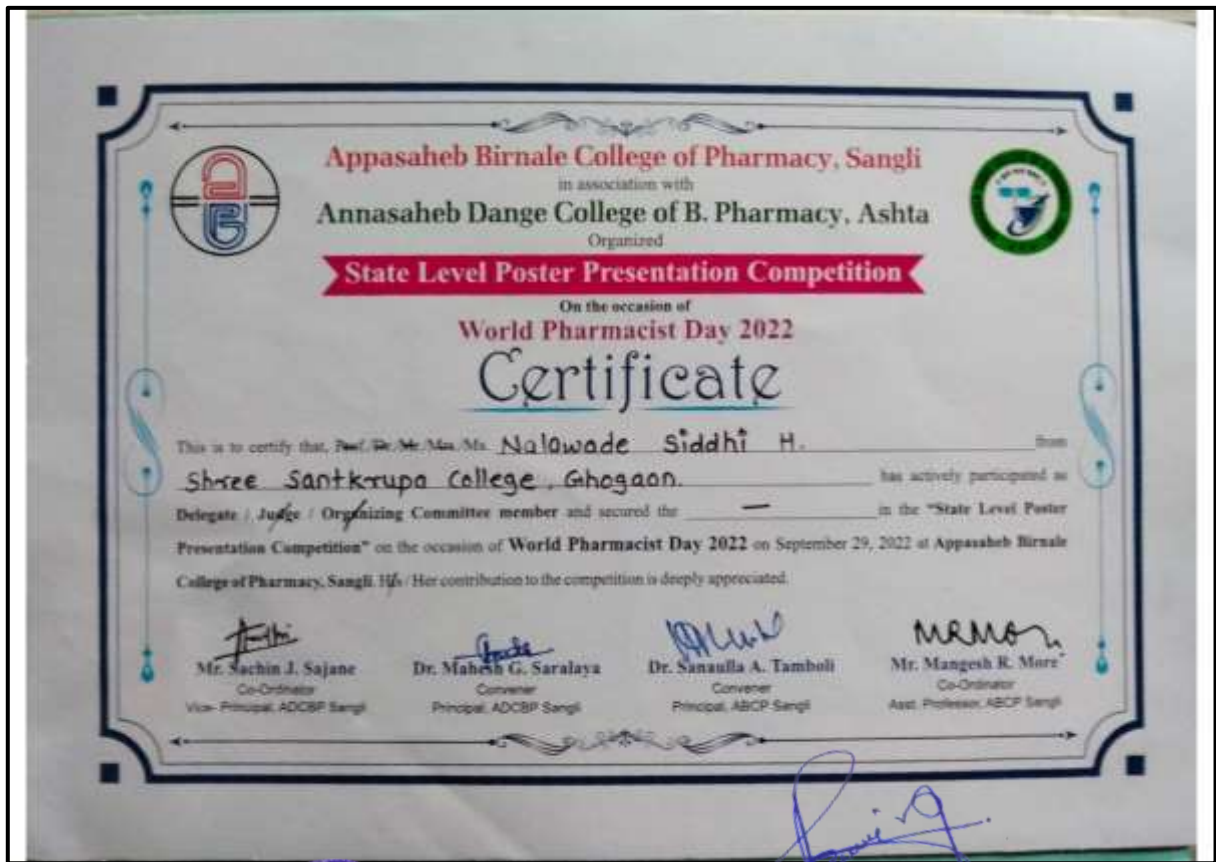 Appasaheb Birnale College of Pharmacy, Sangli
in association with
Annasaheb Dange College of B. Pharmacy, Ashta
Organized
State Level Poster Presentation Competition
On the occasion of
World Pharmacist Day 2022
Certificate
This is to certify that, Prof./Dr./Mr./Mrs./Ms. Nalawade Siddhi H. from
Shree Santkrupa College, Ghogaon. has actively participated as
Delegate / Judge / Organizing Committee member and secured the — in the "State Level Poster
Presentation Competition" on the occasion of World Pharmacist Day 2022 on September 29, 2022 at Appasaheb Birnale
College of Pharmacy, Sangli. His / Her contribution to the competition is deeply appreciated.
Mr. Sachin J. Sajane Dr. Mahesh G. Saralaya Dr. Sanaulla A. Tamboli Mr. Mangesh R. More
Co-Ordinator Convener Convener Co-Ordinator
Vice- Principal, ADCBP Sangli Principal, ADCBP Sangli Principal, ABCP Sangli Asst. Professor, ABCP Sangli